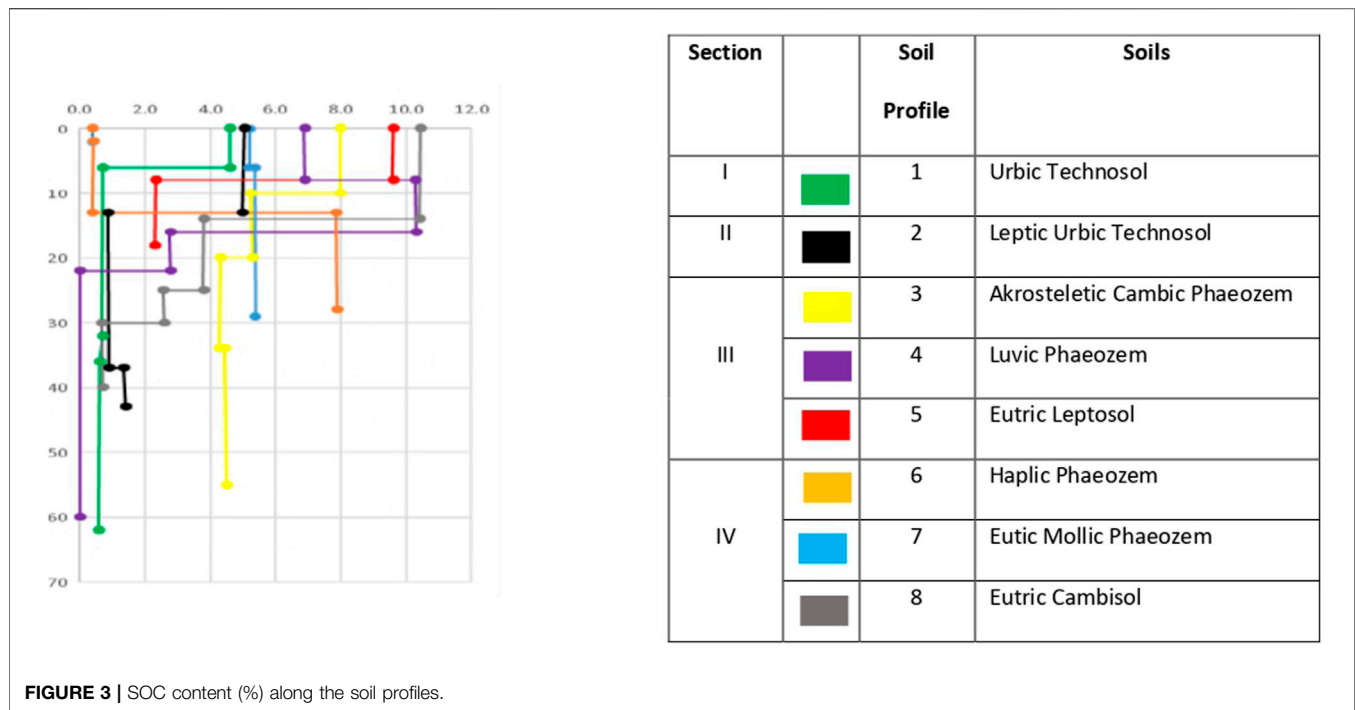 0.0 2.0 4.0 6.0 8.0 10.0 12.0
0
10
20
30
40
50
60
70
Section Soil Profile Soils
I 1 Urbic Technosol
II 2 Leptic Urbic Technosol
III 3 Akrosteletic Cambic Phaeozem
4 Luvic Phaeozem
5 Eutric Leptosol
IV 6 Haplic Phaeozem
7 Eutic Mollic Phaeozem
8 Eutric Cambisol
FIGURE 3 | SOC content (%) along the soil profiles.